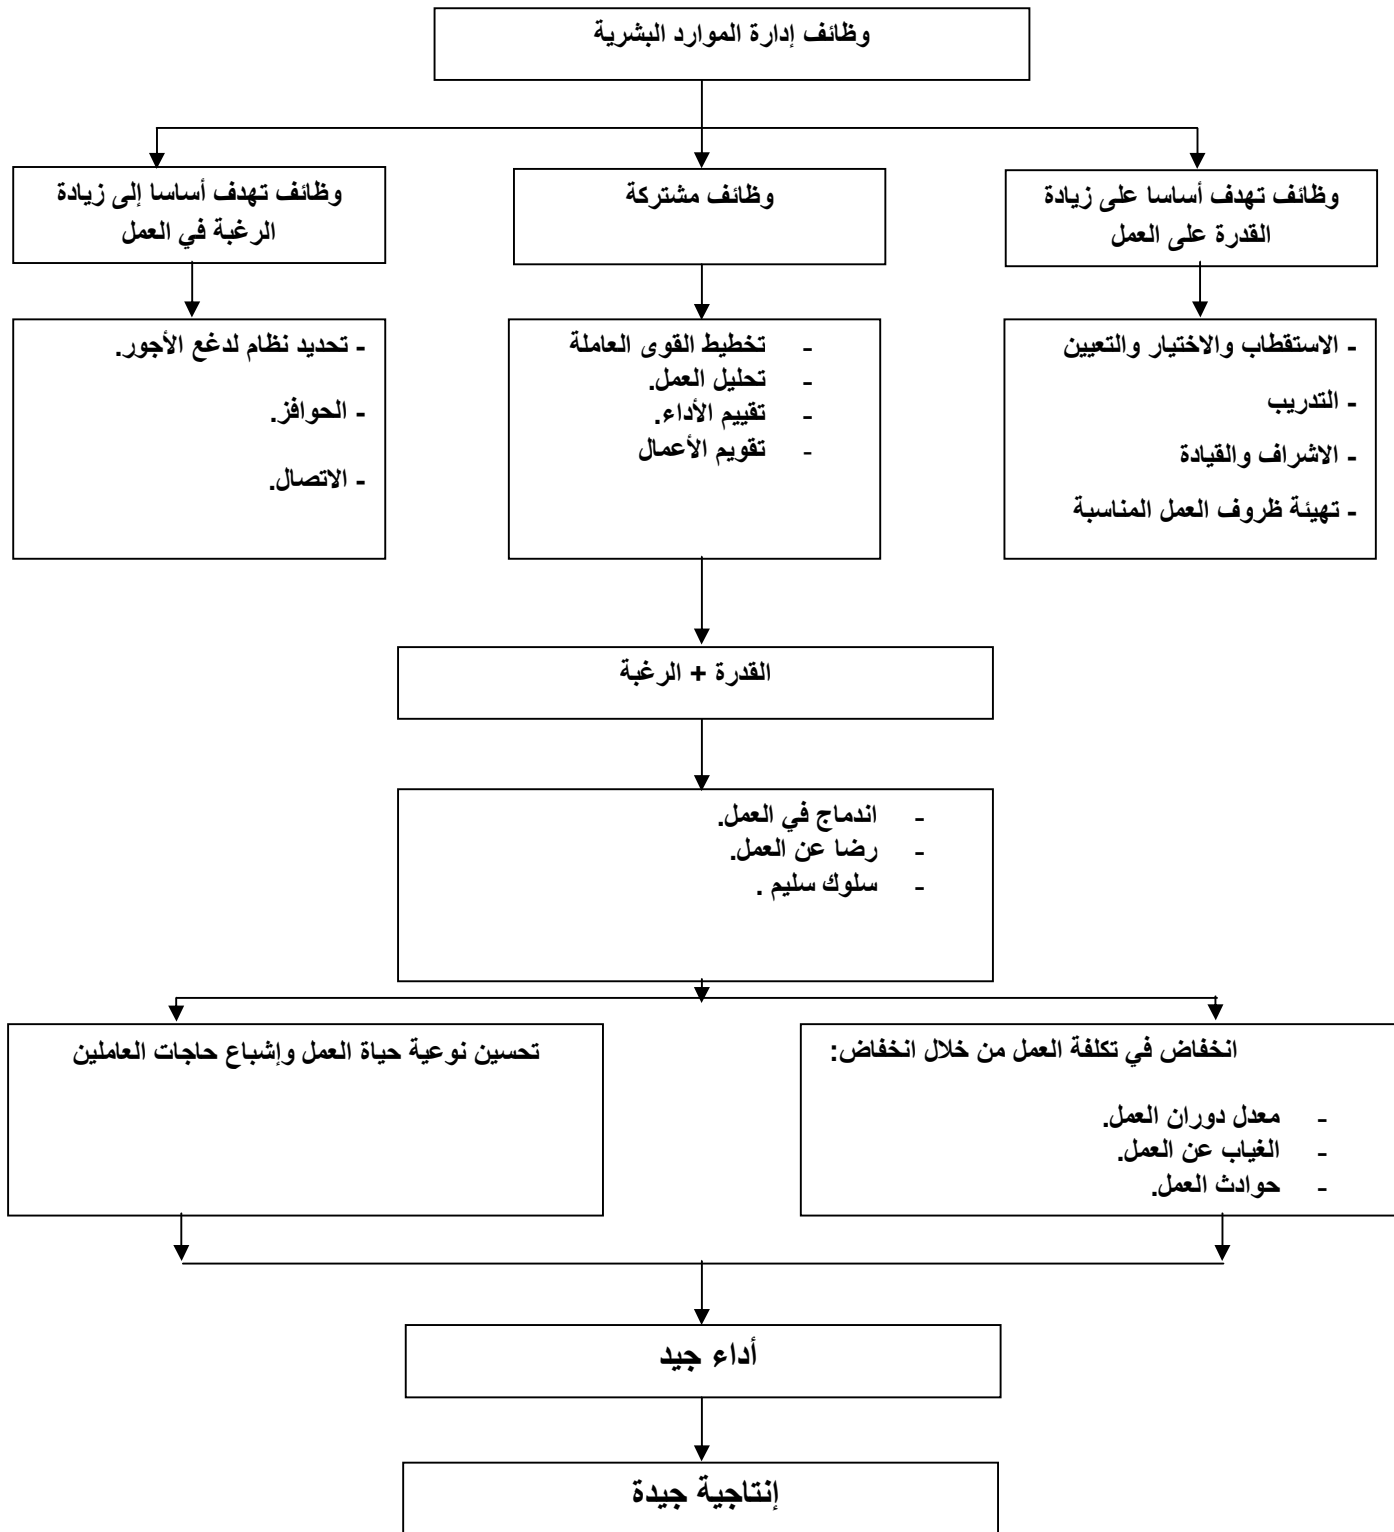 وظائف إدارة الموارد البشرية
وظائف تهدف أساسا على زيادة
القدرة على العمل
وظائف مشتركة
وظائف تهدف أساسا إلى زيادة
الرغبة في العمل
- الاستقطاب والاختيار والتعيين
- التدريب
- الاشراف والقيادة
- تهيئة ظروف العمل المناسبة
- تخطيط القوى العاملة
- تحليل العمل.
- تقييم الأداء.
- تقويم الأعمال
- تحديد نظام لدغع الأجور.
- الحوافز.
- الاتصال.
القدرة + الرغبة
- اندماج في العمل.
- رضا عن العمل.
- سلوك سليم .
انخفاض في تكلفة العمل من خلال انخفاض:
- معدل دوران العمل.
- الغياب عن العمل.
- حوادث العمل.
تحسين نوعية حياة العمل وإشباع حاجات العاملين
أداء جيد
إنتاجية جيدة